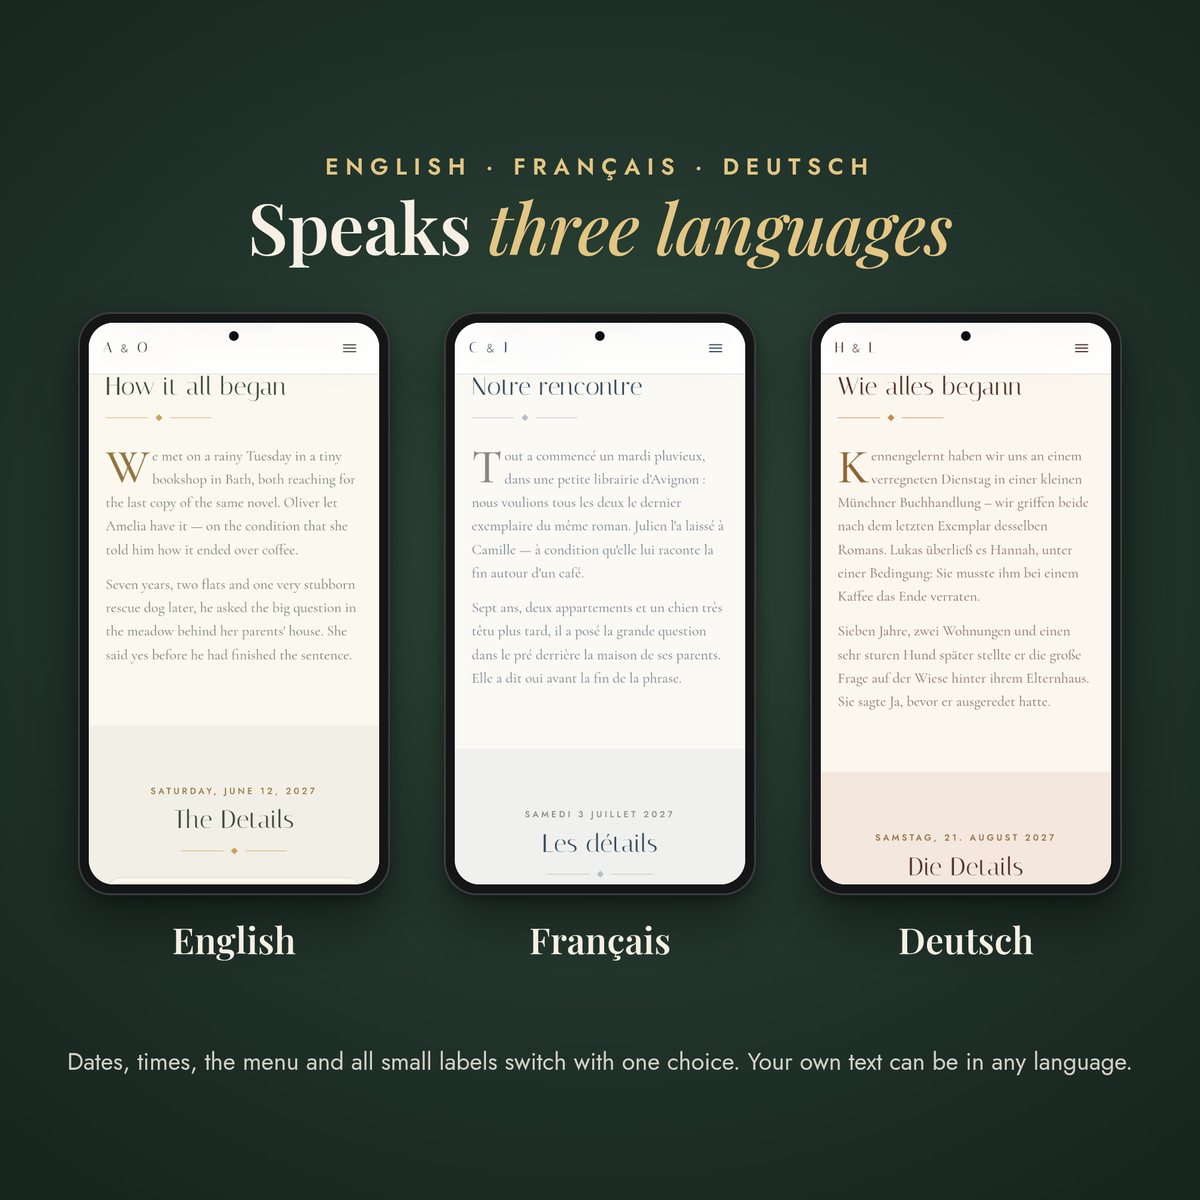 ENGLISH · FRANÇAIS · DEUTSCH
Speaks three languages
A & O
How it all began
We met on a rainy Tuesday in a tiny
bookshop in Bath, both reaching for
the last copy of the same novel. Oliver let
Amelia have it — on the condition that she
told him how it ended over coffee.
Seven years, two flats and one very stubborn
rescue dog later, he asked the big question in
the meadow behind her parents' house. She
said yes before he had finished the sentence.
SATURDAY, JUNE 12, 2027
The Details
English
C & J
Notre rencontre
Tout a commencé un mardi pluvieux,
dans une petite librairie d'Avignon :
nous voulions tous les deux le dernier
exemplaire du même roman. Julien l'a laissé à
Camille — à condition qu'elle lui raconte la
fin autour d'un café.
Sept ans, deux appartements et un chien très
têtu plus tard, il a posé la grande question
dans le pré derrière la maison de ses parents.
Elle a dit oui avant la fin de la phrase.
SAMEDI 3 JUILLET 2027
Les détails
Français
H & L
Wie alles begann
Kennengelernt haben wir uns an einem
verregneten Dienstag in einer kleinen
Münchner Buchhandlung – wir griffen beide
nach dem letzten Exemplar desselben
Romans. Lukas überließ es Hannah, unter
einer Bedingung: Sie musste ihm bei einem
Kaffee das Ende verraten.
Sieben Jahre, zwei Wohnungen und einen
sehr sturen Hund später stellte er die große
Frage auf der Wiese hinter ihrem Elternhaus.
Sie sagte Ja, bevor er ausgeredet hatte.
SAMSTAG, 21. AUGUST 2027
Die Details
Deutsch
Dates, times, the menu and all small labels switch with one choice. Your own text can be in any language.